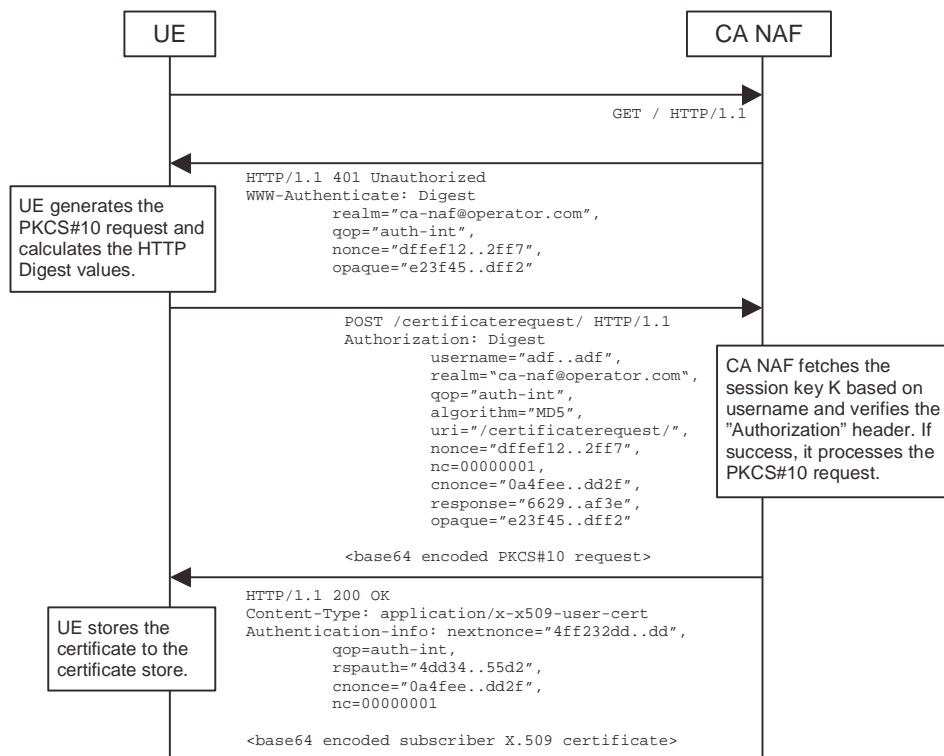 UE
CA NAF
GET / HTTP/1.1
HTTP/1.1 401 Unauthorized
WWW-Authenticate: Digest
realm="ca-naf@operator.com",
qop="auth-int",
nonce="dffef12..2ff7",
opaque="e23f45..dff2"
UE generates the
PKCS#10 request and
calculates the HTTP
Digest values.
POST /certificaterequest/ HTTP/1.1
Authorization: Digest
username="adf..adf",
realm="ca-naf@operator.com",
qop="auth-int",
algorithm="MD5",
uri="/certificaterequest/",
nonce="dffef12..2ff7",
nc=00000001,
cnonce="0a4fee..dd2f",
response="6629..af3e",
opaque="e23f45..dff2"
<base64 encoded PKCS#10 request>
CA NAF fetches the
session key K based on
username and verifies the
"Authorization" header. If
success, it processes the
PKCS#10 request.
HTTP/1.1 200 OK
Content-Type: application/x-x509-user-cert
Authentication-info: nextnonce="4ff232dd..dd",
qop=auth-int,
rspauth="4dd34..55d2",
cnonce="0a4fee..dd2f",
nc=00000001
<base64 encoded subscriber X.509 certificate>
UE stores the
certificate to the
certificate store.